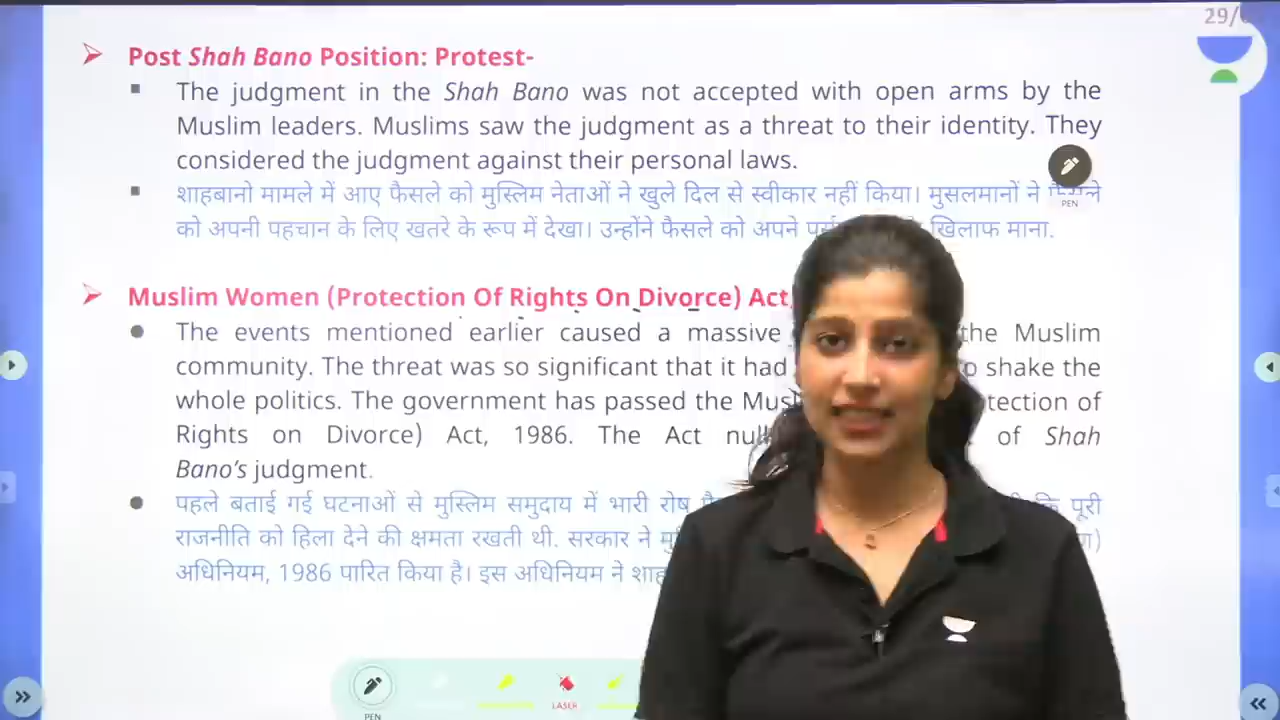 29/
Post Shah Bano Position: Protest-
The judgment in the Shah Bano was not accepted with open arms by the
Muslim leaders. Muslims saw the judgment as a threat to their identity. They
considered the judgment against their personal laws.
शाहबानो मामले में आए फैसले को मुस्लिम नेताओं ने खुले दिल से स्वीकार नहीं किया। मुसलमानों ने
PEN
को अपनी पहचान के लिए खतरे के रूप में देखा। उन्होंने फैसले को अपने खिलाफ माना.
Muslim Women (Protection Of Rights On Divorce) Act,
The events mentioned earlier caused a massive the Muslim
community. The threat was so significant that it had shake the
whole politics. The government has passed the
Rights on Divorce) Act, 1986. The Act of Shah
Bano's judgment.
पहले बताई गई घटनाओं से मुस्लिम समुदाय में भारी रोष पूरी
राजनीति को हिला देने की क्षमता रखती थी. सरकार ने
अधिनियम, 1986 पारित किया है। इस अधिनियम ने
PEN
LASER